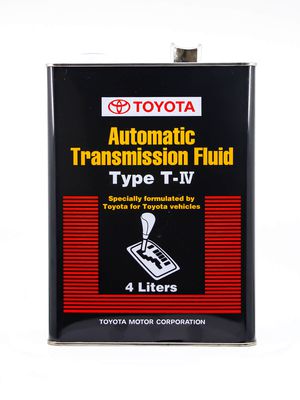 TOYOTA
Automatic
Transmission Fluid
Type T-IV
Specially formulated by
Toyota for Toyota vehicles
4 Liters
TOYOTA MOTOR CORPORATION